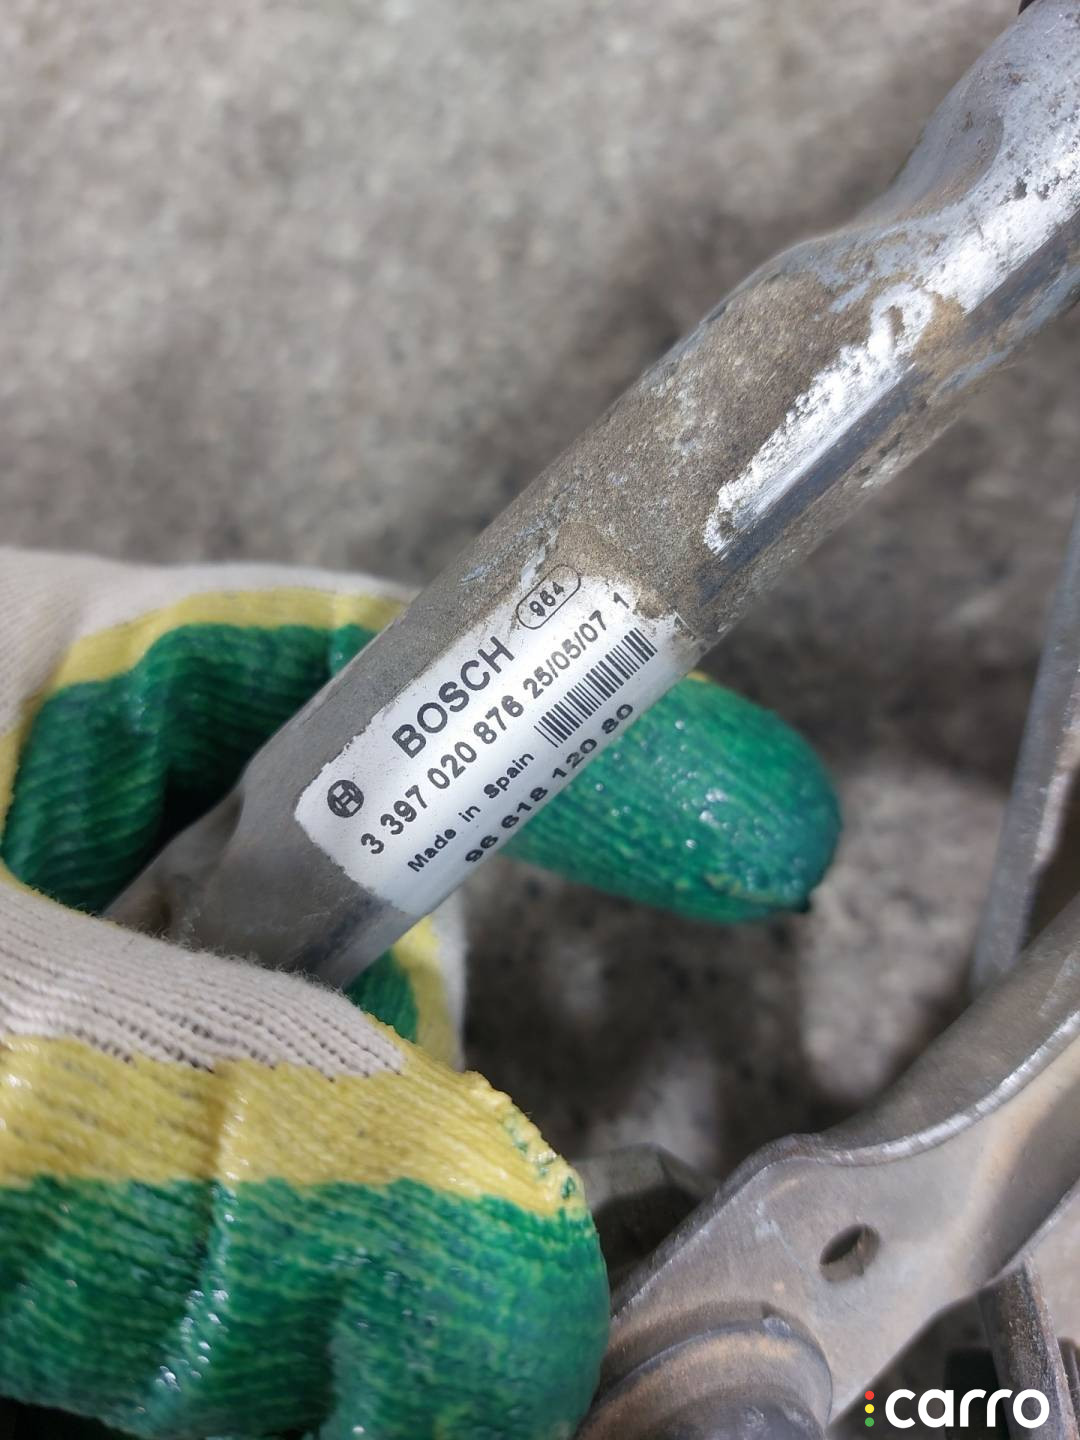 BOSCH 964
3 397 020 876 25/05/07 1
Made in Spain
96 618 120 80
carro